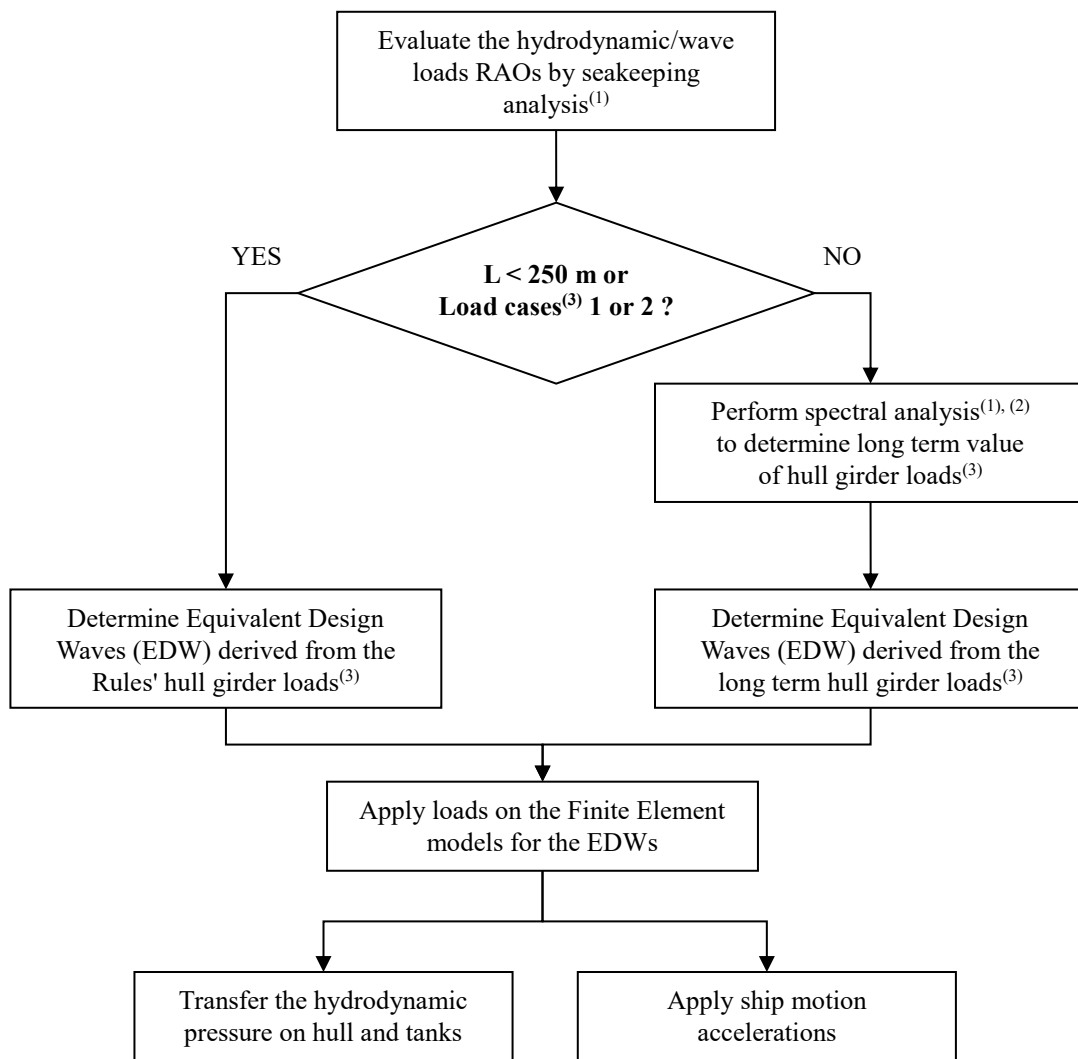 Evaluate the hydrodynamic/wave
loads RAOs by seakeeping
analysis(1)
YES
NO
L < 250 m or
Load cases(3) 1 or 2 ?
Perform spectral analysis(1), (2)
to determine long term value
of hull girder loads(3)
Determine Equivalent Design
Waves (EDW) derived from the
Rules' hull girder loads(3)
Determine Equivalent Design
Waves (EDW) derived from the
long term hull girder loads(3)
Apply loads on the Finite Element
models for the EDWs
Transfer the hydrodynamic
pressure on hull and tanks
Apply ship motion
accelerations